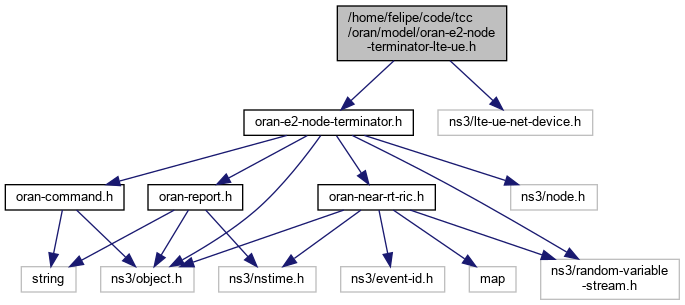 /home/felipe/code/tcc
/oran/model/oran-e2-node
-terminator-lte-ue.h
oran-e2-node-terminator.h
ns3/lte-ue-net-device.h
oran-command.h
oran-report.h
oran-near-rt-ric.h
ns3/node.h
string
ns3/object.h
ns3/nstime.h
ns3/event-id.h
map
ns3/random-variable
-stream.h